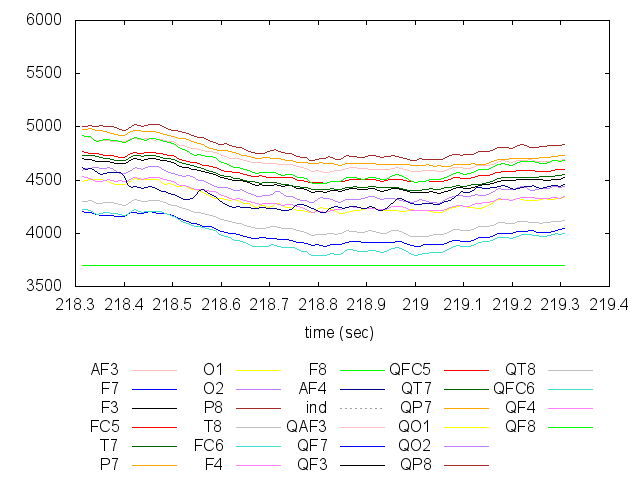 6000
5500
5000
4500
4000
3500
218.3 218.4 218.5 218.6 218.7 218.8 218.9 219 219.1 219.2 219.3 219.4
time (sec)
AF3 O1 F8 QFC5 QT8
F7 O2 AF4 QT7 QFC6
F3 P8 ind QP7 QF4
FC5 T8 QAF3 QO1 QF8
T7 FC6 QF7 QO2
P7 F4 QF3 QP8